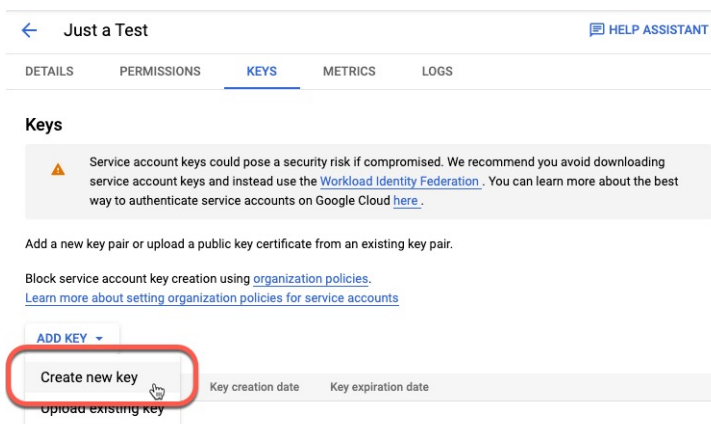 Just a Test
HELP ASSISTANT
DETAILS PERMISSIONS KEYS METRICS LOGS
Keys
Service account keys could pose a security risk if compromised. We recommend you avoid downloading
service account keys and instead use the Workload Identity Federation . You can learn more about the best
way to authenticate service accounts on Google Cloud here .
Add a new key pair or upload a public key certificate from an existing key pair.
Block service account key creation using organization policies.
Learn more about setting organization policies for service accounts
ADD KEY
Create new key
Key creation date Key expiration date
Upload existing key